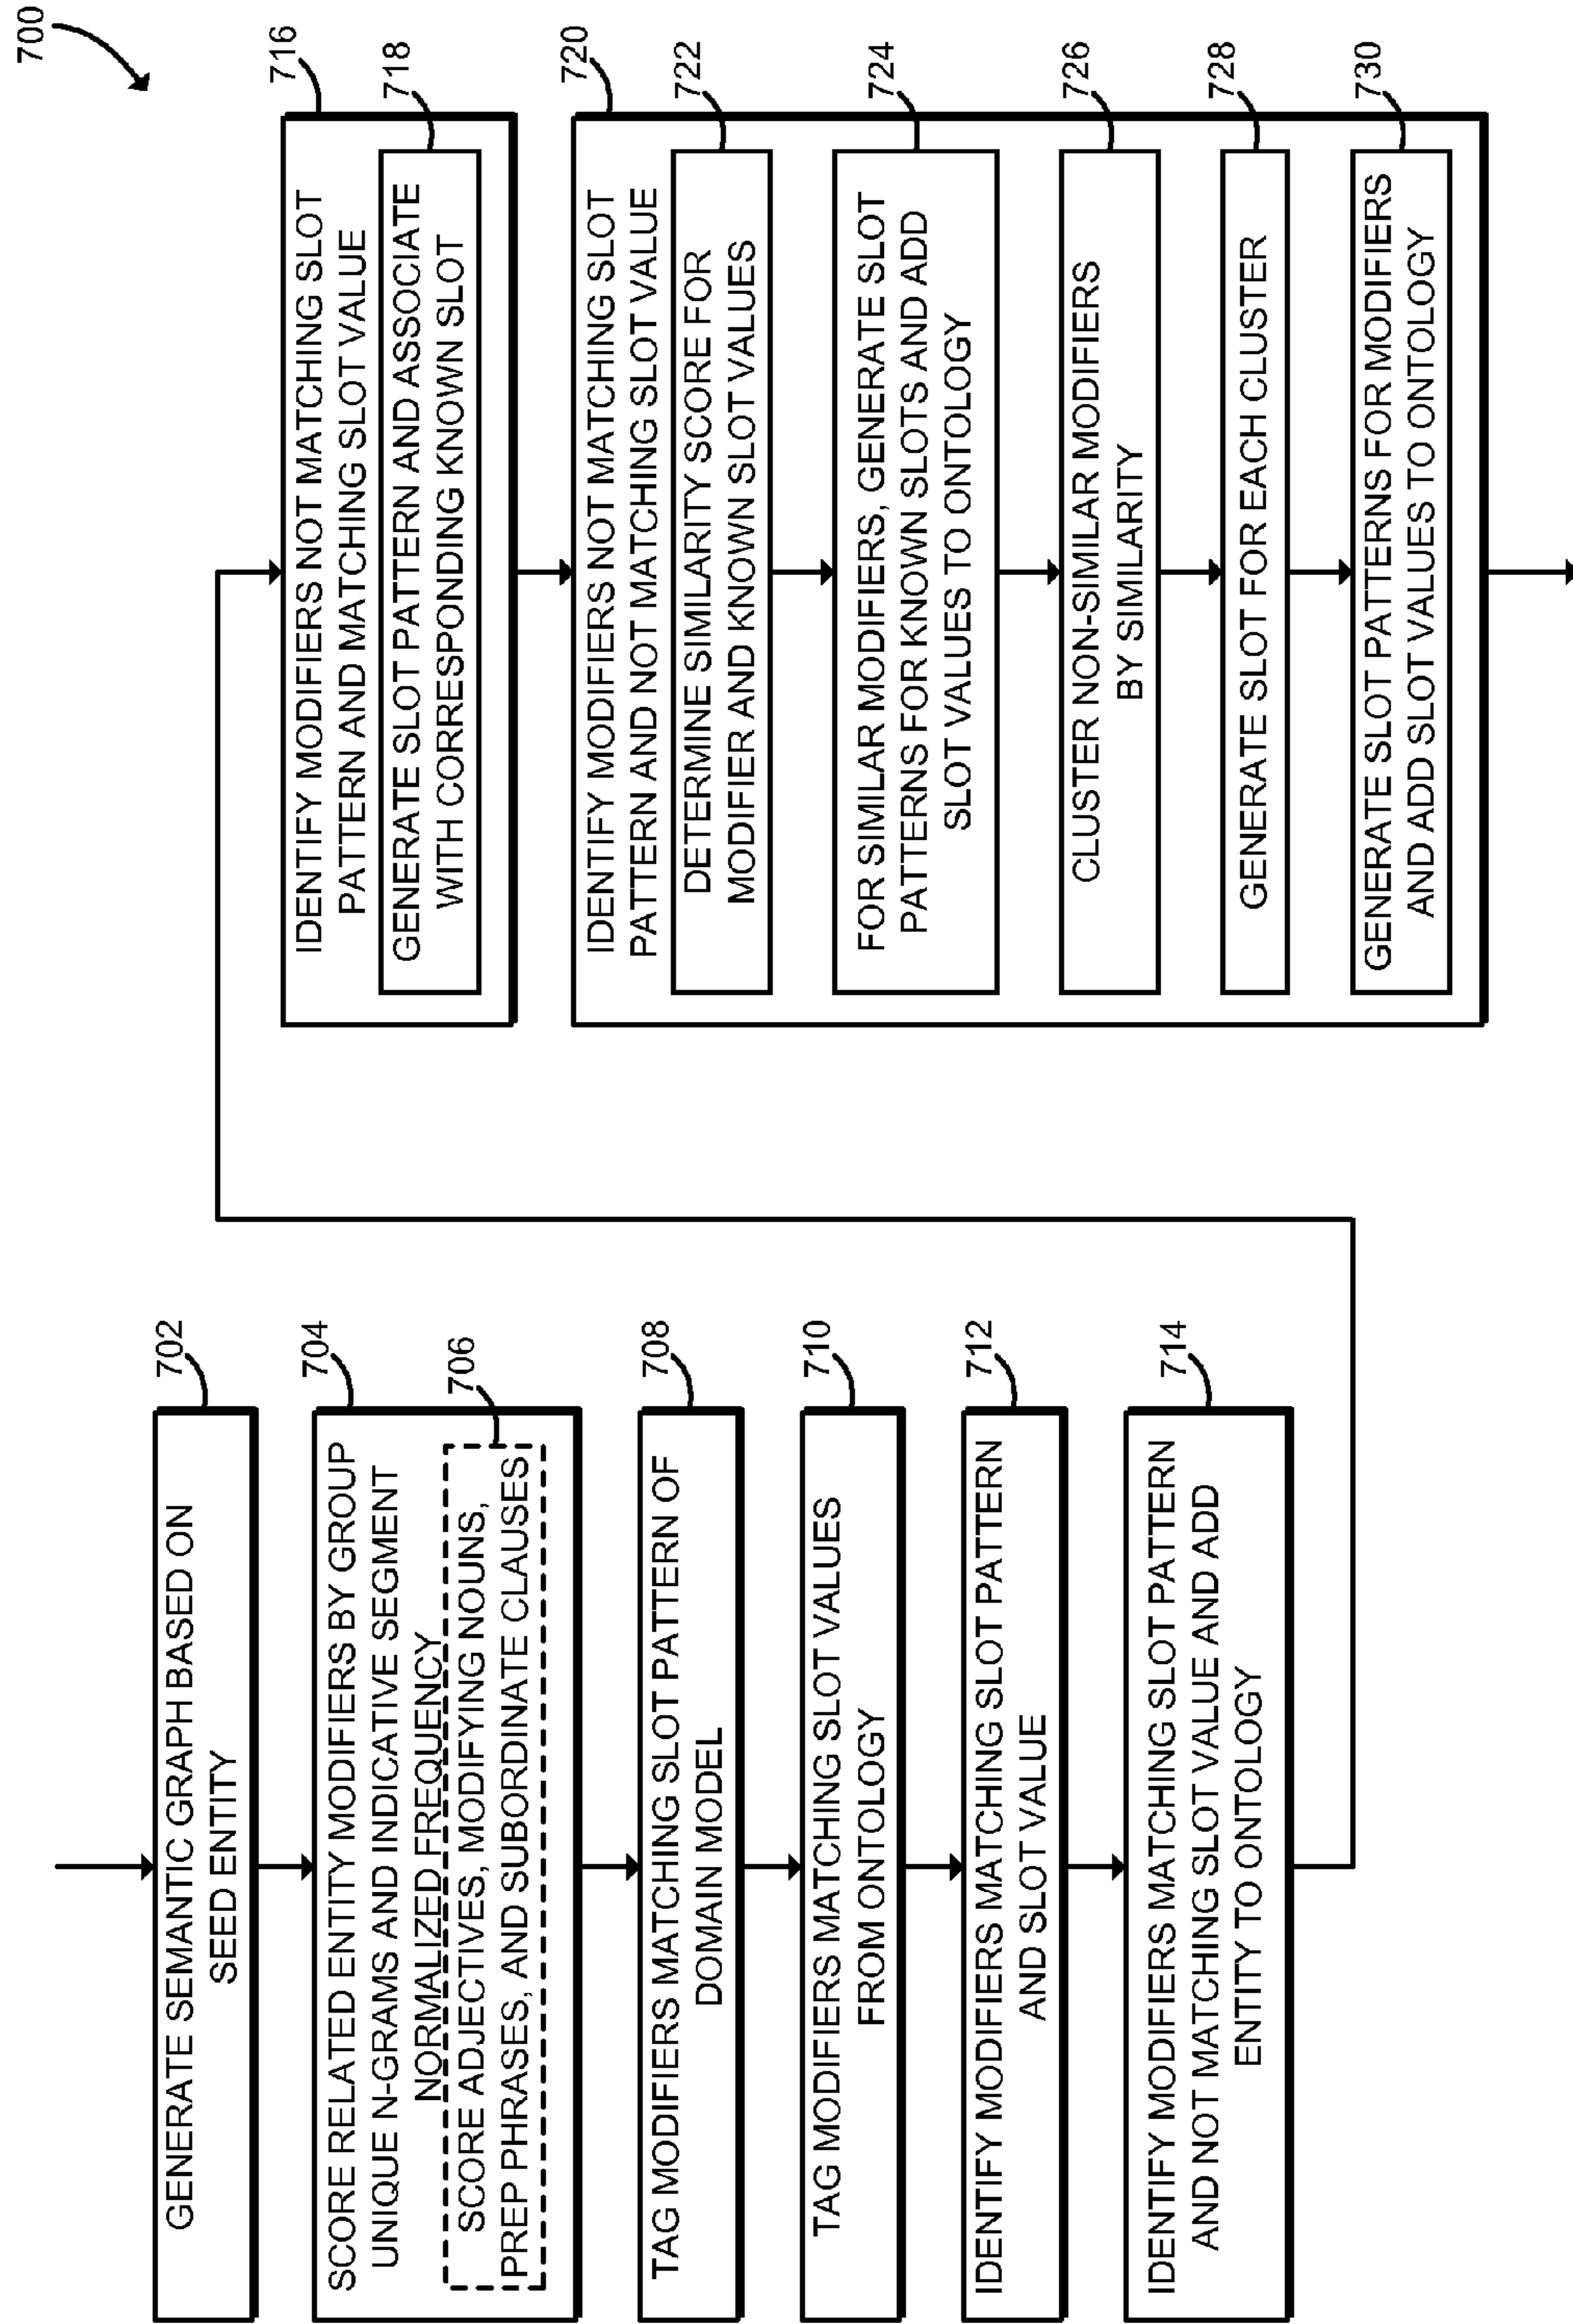 700
702
GENERATE SEMANTIC GRAPH BASED ON
SEED ENTITY
704
SCORE RELATED ENTITY MODIFIERS BY GROUP
UNIQUE N-GRAMS AND INDICATIVE SEGMENT
NORMALIZED FREQUENCY
706
SCORE ADJECTIVES, MODIFYING NOUNS,
PREP PHRASES, AND SUBORDINATE CLAUSES
708
TAG MODIFIERS MATCHING SLOT PATTERN OF
DOMAIN MODEL
710
TAG MODIFIERS MATCHING SLOT VALUES
FROM ONTOLOGY
712
IDENTIFY MODIFIERS MATCHING SLOT PATTERN
AND SLOT VALUE
714
IDENTIFY MODIFIERS MATCHING SLOT PATTERN
AND NOT MATCHING SLOT VALUE AND ADD
ENTITY TO ONTOLOGY
716
IDENTIFY MODIFIERS NOT MATCHING SLOT
PATTERN AND MATCHING SLOT VALUE
718
GENERATE SLOT PATTERN AND ASSOCIATE
WITH CORRESPONDING KNOWN SLOT
720
IDENTIFY MODIFIERS NOT MATCHING SLOT
PATTERN AND NOT MATCHING SLOT VALUE
722
DETERMINE SIMILARITY SCORE FOR
MODIFIER AND KNOWN SLOT VALUES
724
FOR SIMILAR MODIFIERS, GENERATE SLOT
PATTERNS FOR KNOWN SLOTS AND ADD
SLOT VALUES TO ONTOLOGY
726
CLUSTER NON-SIMILAR MODIFIERS
BY SIMILARITY
728
GENERATE SLOT FOR EACH CLUSTER
730
GENERATE SLOT PATTERNS FOR MODIFIERS
AND ADD SLOT VALUES TO ONTOLOGY